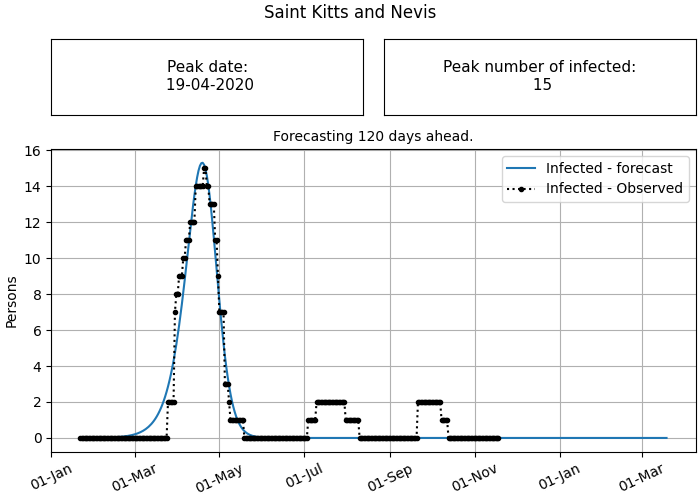 Saint Kitts and Nevis
Peak date:
19-04-2020
Peak number of infected:
15
Forecasting 120 days ahead.
Infected - forecast
Infected - Observed
Persons
16
14
12
10
8
6
4
2
0
01-Jan
01-Mar
01-May
01-Jul
01-Sep
01-Nov
01-Jan
01-Mar